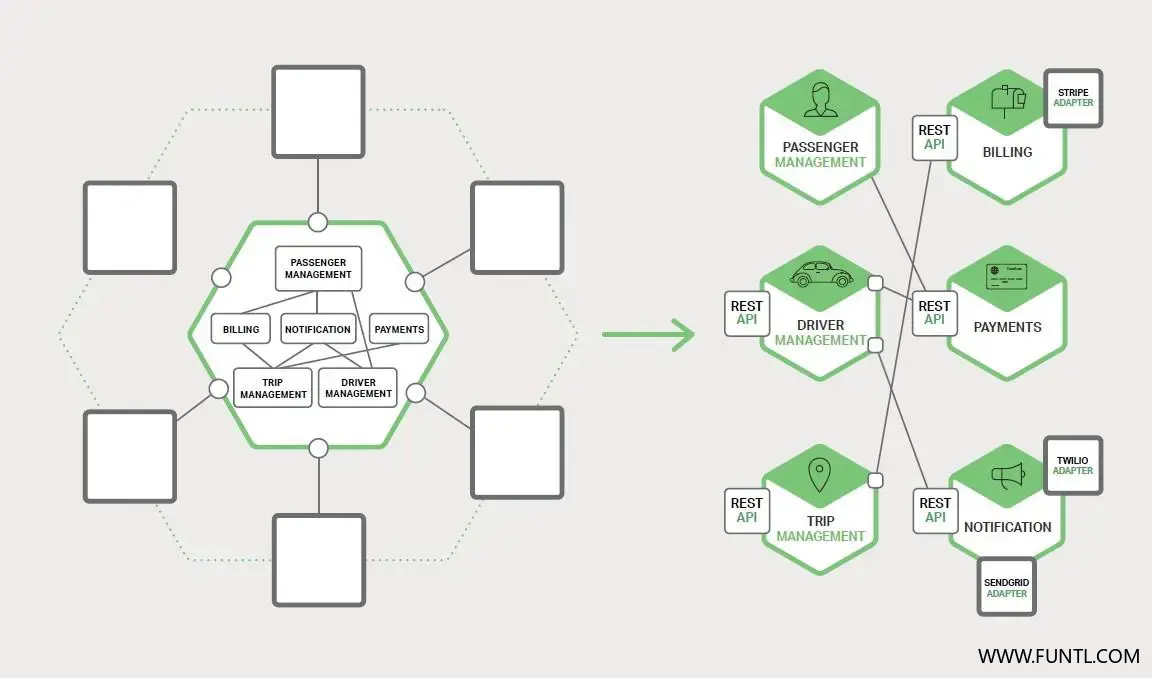 PASSENGER
MANAGEMENT
BILLING
NOTIFICATION
PAYMENTS
TRIP
MANAGEMENT
DRIVER
MANAGEMENT
PASSENGER
MANAGEMENT
REST
API
BILLING
STRIPE
ADAPTER
REST
API
DRIVER
MANAGEMENT
REST
API
PAYMENTS
REST
API
TRIP
MANAGEMENT
REST
API
NOTIFICATION
TWILIO
ADAPTER
SENDGRID
ADAPTER
WWW.FUNTL.COM